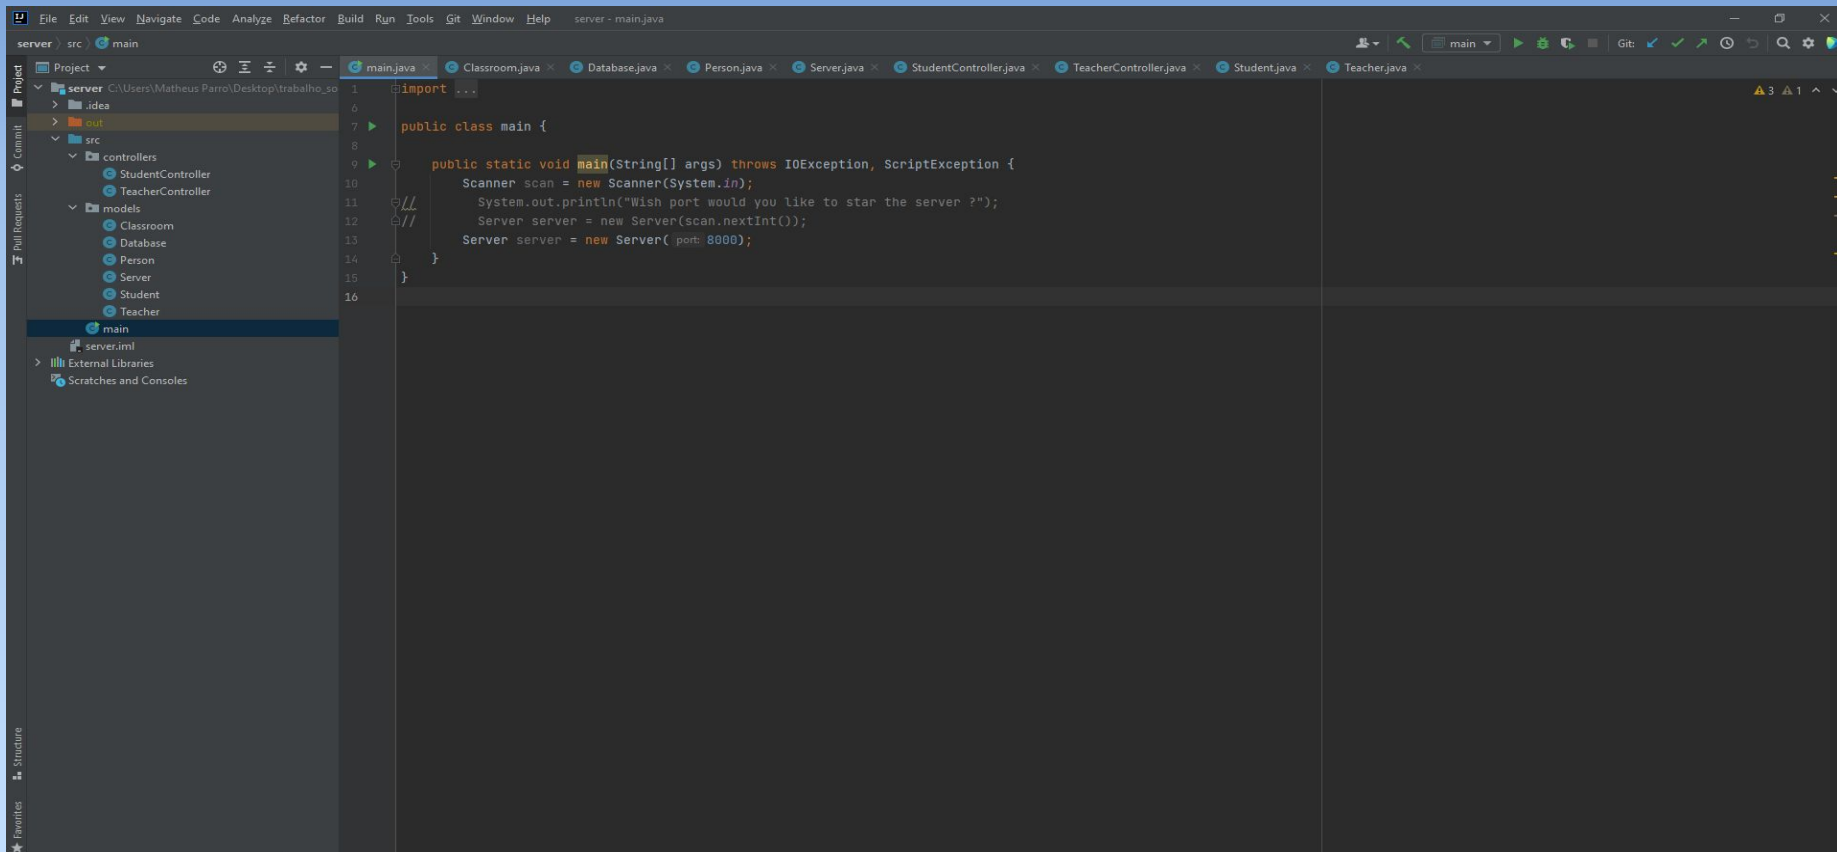 File Edit View Navigate Code Analyze Refactor Build Run Tools Git Window Help server - main.java
server src main
main Git:
Project
main.java Classroom.java Database.java Person.java Server.java StudentController.java TeacherController.java Student.java Teacher.java
Project
Commit
Pull Requests
Structure
Favorites
server C:\Users\Matheus Parro\Desktop\trabalho_so
.idea
out
src
controllers
StudentController
TeacherController
models
Classroom
Database
Person
Server
Student
Teacher
main
server.iml
External Libraries
Scratches and Consoles
3 1
1 import ...
6
7 public class main {
8
9 public static void main(String[] args) throws IOException, ScriptException {
10 Scanner scan = new Scanner(System.in);
11 // System.out.println("Wish port would you like to star the server ?");
12 // Server server = new Server(scan.nextInt());
13 Server server = new Server( port: 8000);
14 }
15 }
16